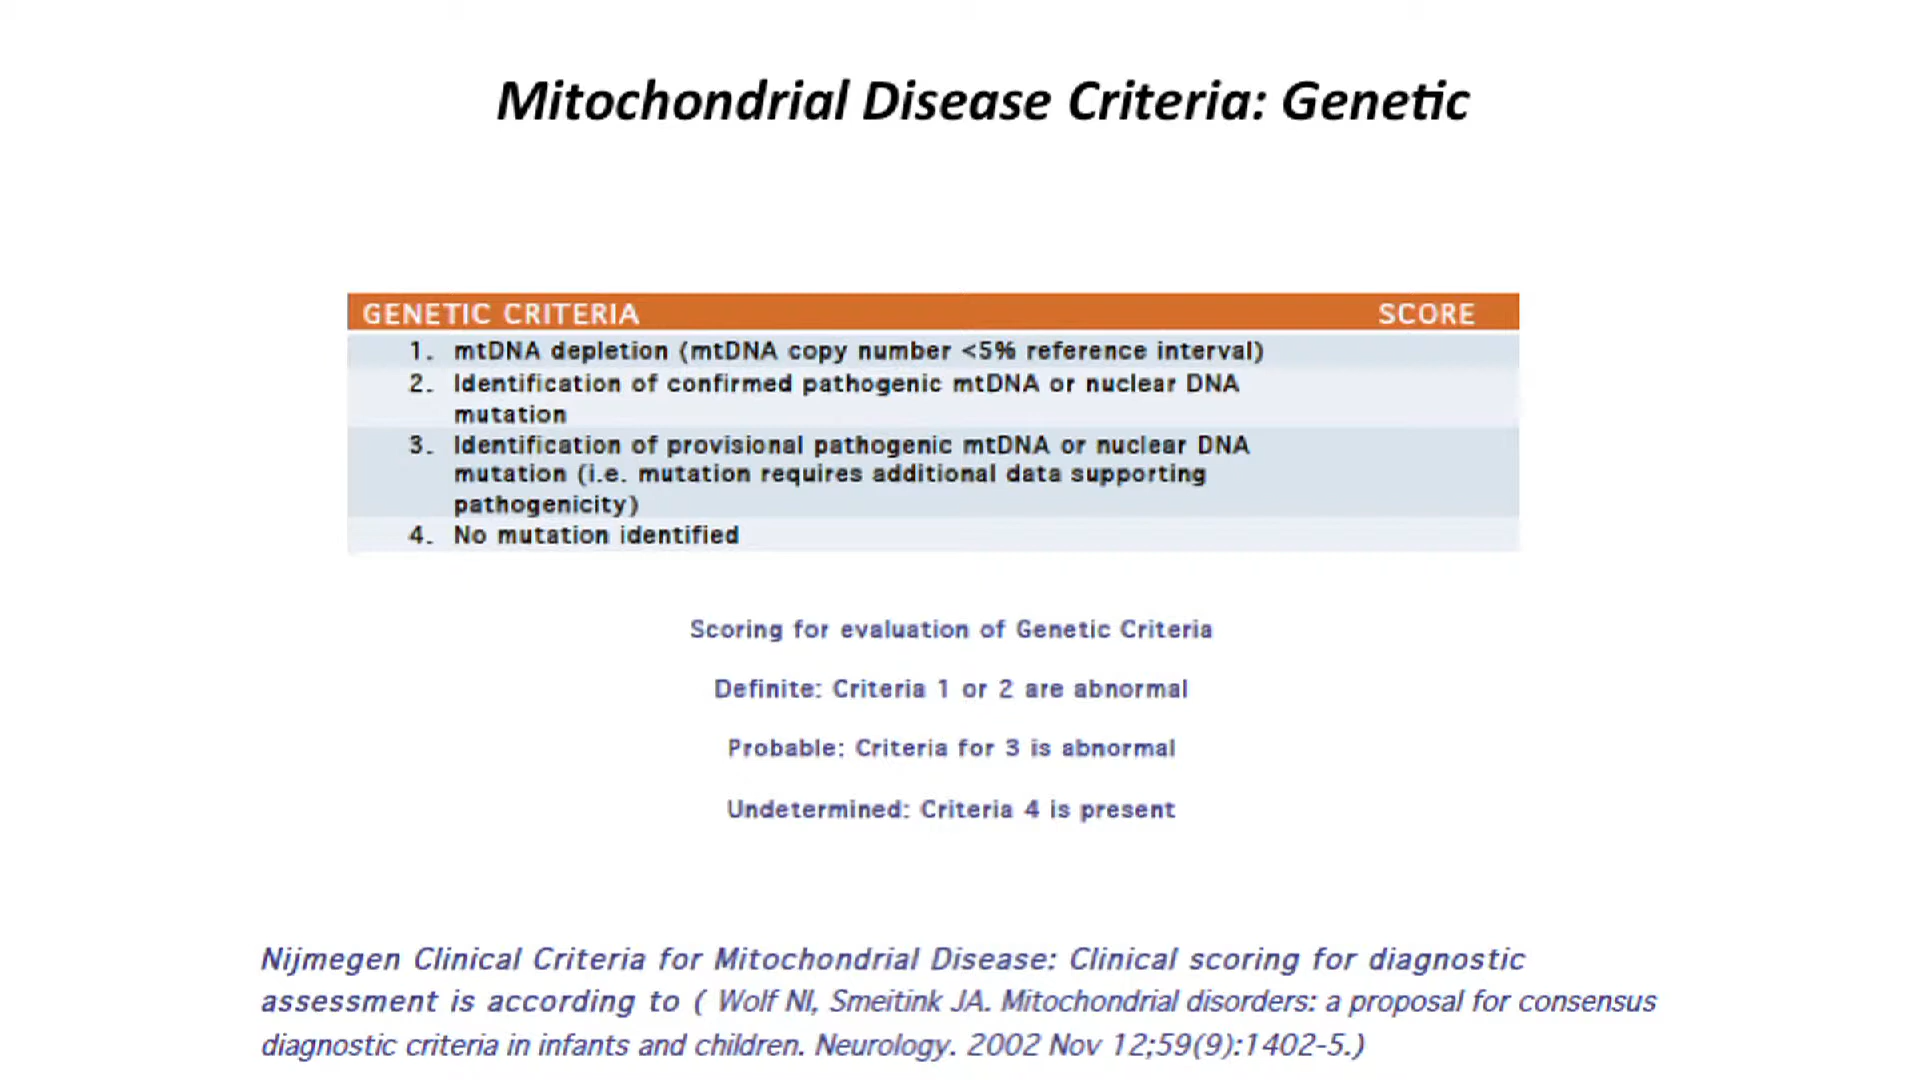 Mitochondrial Disease Criteria: Genetic
GENETIC CRITERIA SCORE
1. mtDNA depletion (mtDNA copy number <5% reference interval)
2. Identification of confirmed pathogenic mtDNA or nuclear DNA
mutation
3. Identification of provisional pathogenic mtDNA or nuclear DNA
mutation (i.e. mutation requires additional data supporting
pathogenicity)
4. No mutation identified
Scoring for evaluation of Genetic Criteria
Definite: Criteria 1 or 2 are abnormal
Probable: Criteria for 3 is abnormal
Undetermined: Criteria 4 is present
Nijmegen Clinical Criteria for Mitochondrial Disease: Clinical scoring for diagnostic
assessment is according to ( Wolf NI, Smeitink JA. Mitochondrial disorders: a proposal for consensus
diagnostic criteria in infants and children. Neurology. 2002 Nov 12;59(9):1402-5.)